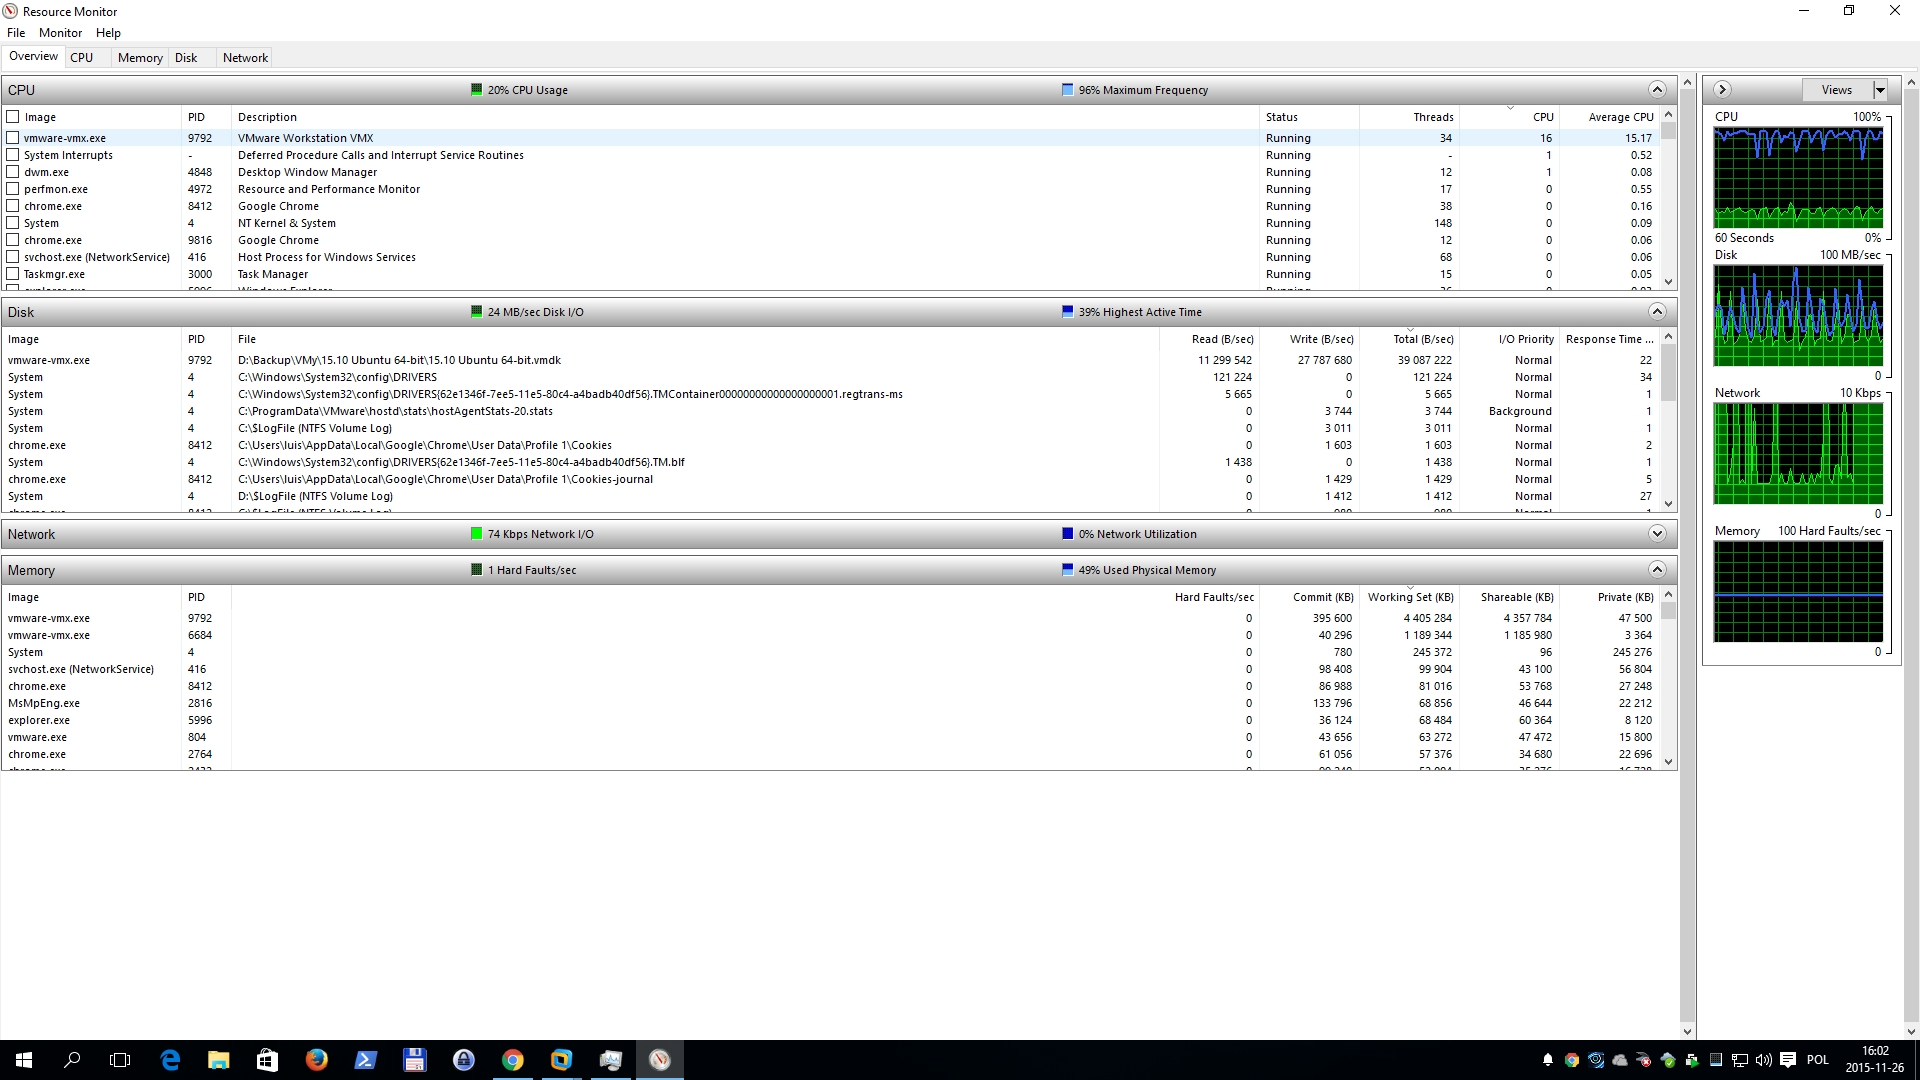 Resource Monitor
File Monitor Help
Overview CPU Memory Disk Network
CPU 20% CPU Usage 96% Maximum Frequency
Image PID Description Status Threads CPU Average CPU
vmware-vmx.exe 9792 VMware Workstation VMX Running 34 16 15.17
System Interrupts - Deferred Procedure Calls and Interrupt Service Routines Running - 1 0.52
dwm.exe 4848 Desktop Window Manager Running 12 1 0.08
perfmon.exe 4972 Resource and Performance Monitor Running 17 0 0.55
chrome.exe 8412 Google Chrome Running 38 0 0.16
System 4 NT Kernel & System Running 148 0 0.09
chrome.exe 9816 Google Chrome Running 12 0 0.06
svchost.exe (NetworkService) 416 Host Process for Windows Services Running 68 0 0.06
Taskmgr.exe 3000 Task Manager Running 15 0 0.05
Disk 24 MB/sec Disk I/O 39% Highest Active Time
Image PID File Read (B/sec) Write (B/sec) Total (B/sec) I/O Priority Response Time ...
vmware-vmx.exe 9792 D:\Backup\VMy\15.10 Ubuntu 64-bit\15.10 Ubuntu 64-bit.vmdk 11 299 542 27 787 680 39 087 222 Normal 22
System 4 C:\Windows\System32\config\DRIVERS 121 224 0 121 224 Normal 34
System 4 C:\Windows\System32\config\DRIVERS{62e1346f-7ee5-11e5-80c4-a4badb40df56}.TMContainer00000000000000000001.regtrans-ms 5 665 0 5 665 Normal 1
System 4 C:\ProgramData\VMware\hostd\stats\hostAgentStats-20.stats 0 3 744 3 744 Background 1
System 4 C:\$LogFile (NTFS Volume Log) 0 3 011 3 011 Normal 1
chrome.exe 8412 C:\Users\luis\AppData\Local\Google\Chrome\User Data\Profile 1\Cookies 0 1 603 1 603 Normal 2
System 4 C:\Windows\System32\config\DRIVERS{62e1346f-7ee5-11e5-80c4-a4badb40df56}.TM.blf 1 438 0 1 438 Normal 1
chrome.exe 8412 C:\Users\luis\AppData\Local\Google\Chrome\User Data\Profile 1\Cookies-journal 0 1 429 1 429 Normal 5
System 4 D:\$LogFile (NTFS Volume Log) 0 1 412 1 412 Normal 27
Network 74 Kbps Network I/O 0% Network Utilization
Memory 1 Hard Faults/sec 49% Used Physical Memory
Image PID Hard Faults/sec Commit (KB) Working Set (KB) Shareable (KB) Private (KB)
vmware-vmx.exe 9792 0 395 600 4 405 284 4 357 784 47 500
vmware-vmx.exe 6684 0 40 296 1 189 344 1 185 980 3 364
System 4 0 780 245 372 96 245 276
svchost.exe (NetworkService) 416 0 98 408 99 904 43 100 56 804
chrome.exe 8412 0 86 988 81 016 53 768 27 248
MsMpEng.exe 2816 0 133 796 68 856 46 644 22 212
explorer.exe 5996 0 36 124 68 484 60 364 8 120
vmware.exe 804 0 43 656 63 272 47 472 15 800
chrome.exe 2764 0 61 056 57 376 34 680 22 696
Views
CPU 100%
60 Seconds 0%
Disk 100 MB/sec
0
Network 10 Kbps
0
Memory 100 Hard Faults/sec
0
POL
16:02
2015-11-26